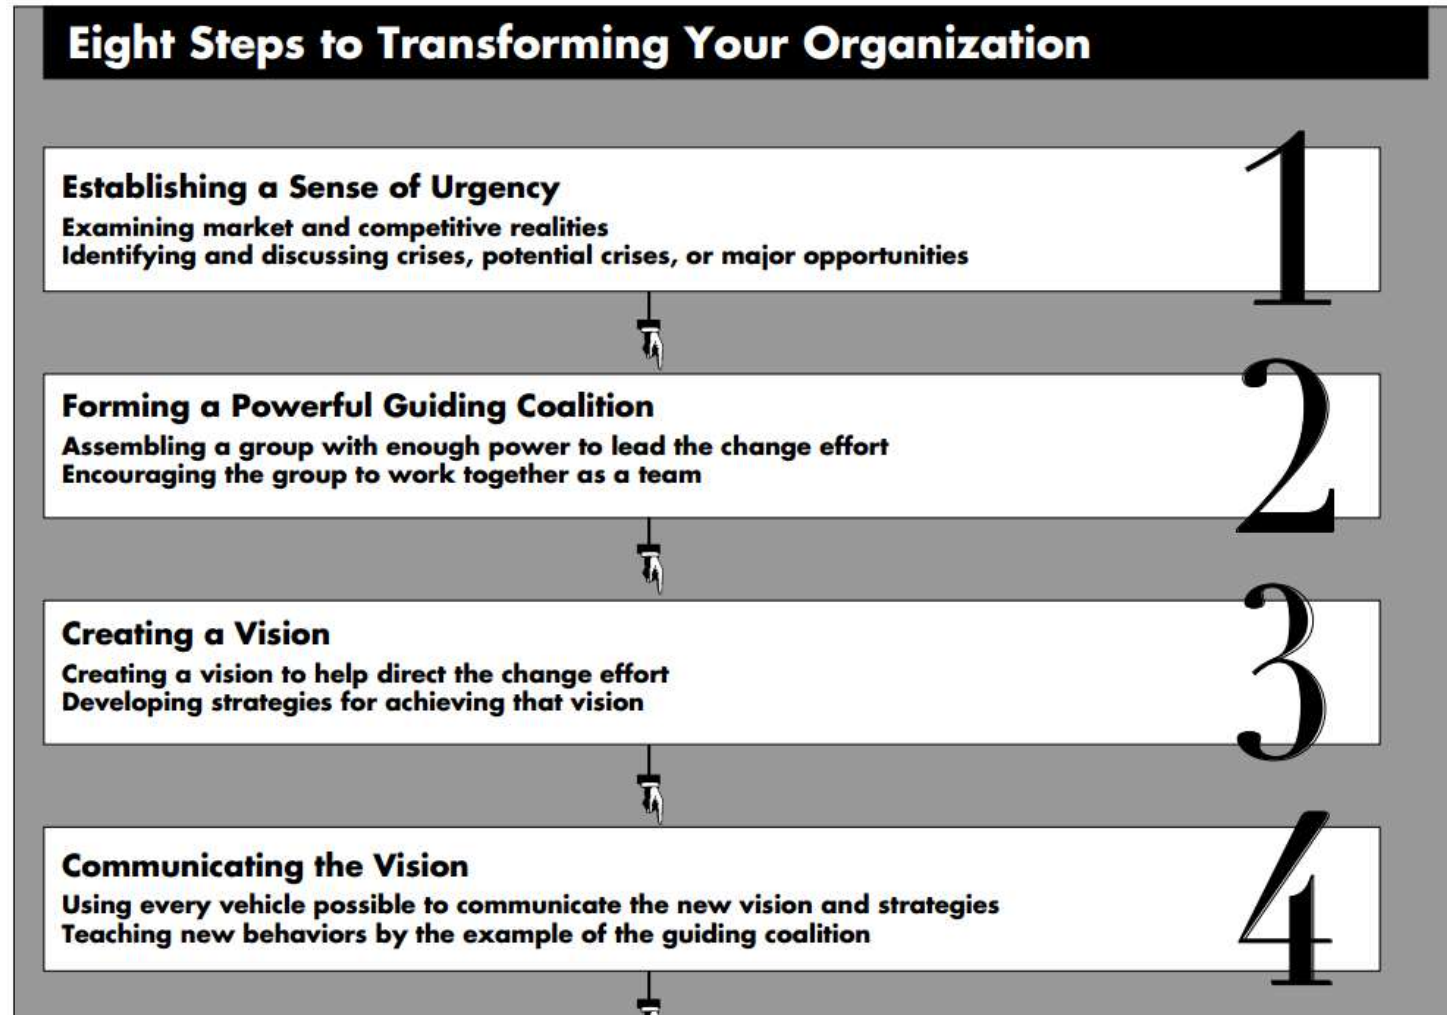 Eight Steps to Transforming Your Organization
1
Establishing a Sense of Urgency
Examining market and competitive realities
Identifying and discussing crises, potential crises, or major opportunities
2
Forming a Powerful Guiding Coalition
Assembling a group with enough power to lead the change effort
Encouraging the group to work together as a team
3
Creating a Vision
Creating a vision to help direct the change effort
Developing strategies for achieving that vision
4
Communicating the Vision
Using every vehicle possible to communicate the new vision and strategies
Teaching new behaviors by the example of the guiding coalition